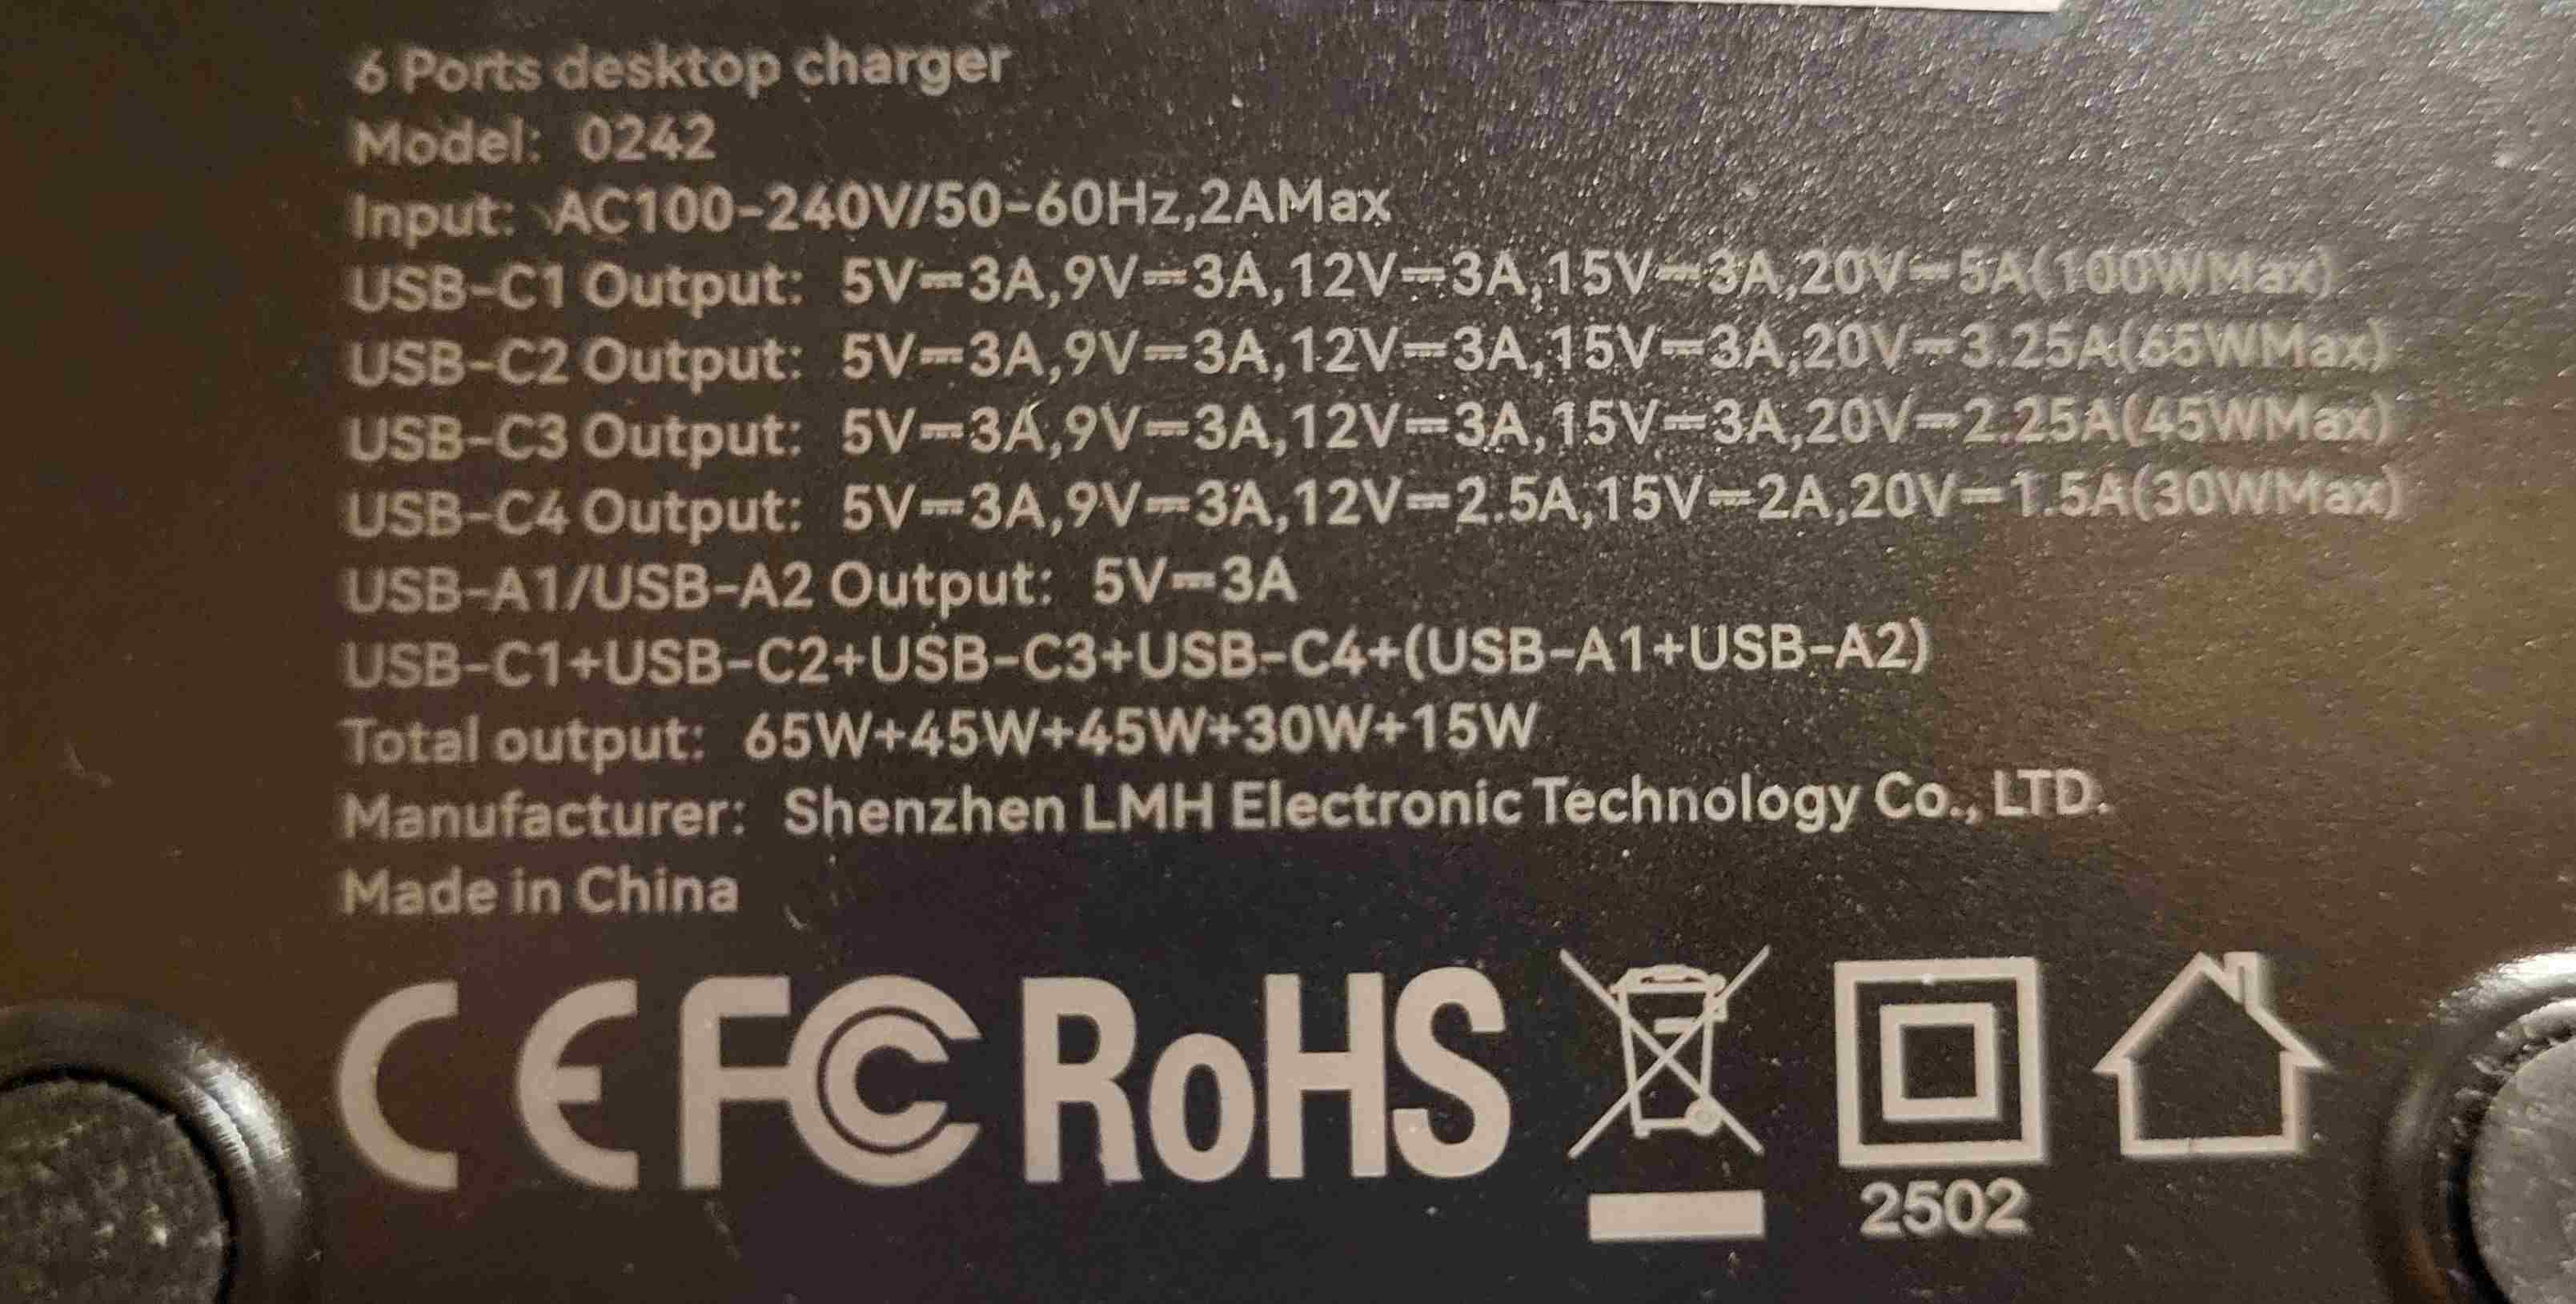 6 Ports desktop charger
Model: 0242
Input: AC100-240V/50-60Hz,2AMax
USB-C1 Output: 5V⎓3A,9V⎓3A,12V⎓3A,15V⎓3A,20V⎓5A(100WMax)
USB-C2 Output: 5V⎓3A,9V⎓3A,12V⎓3A,15V⎓3A,20V⎓3.25A(65WMax)
USB-C3 Output: 5V⎓3A,9V⎓3A,12V⎓3A,15V⎓3A,20V⎓2.25A(45WMax)
USB-C4 Output: 5V⎓3A,9V⎓3A,12V⎓2.5A,15V⎓2A,20V⎓1.5A(30WMax)
USB-A1/USB-A2 Output: 5V⎓3A
USB-C1+USB-C2+USB-C3+USB-C4+(USB-A1+USB-A2)
Total output: 65W+45W+45W+30W+15W
Manufacturer: Shenzhen LMH Electronic Technology Co., LTD.
Made in China
CE FC RoHS
2502